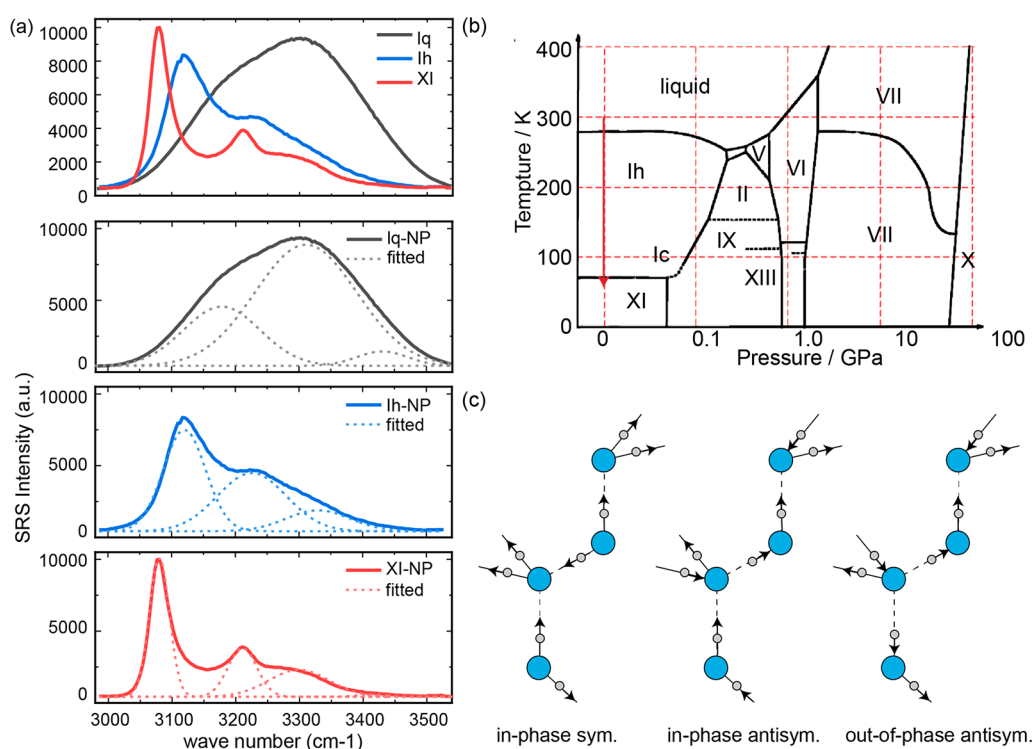 (a)
10000
8000
6000
4000
2000
0
lq
Ih
XI
10000
5000
0
lq-NP
fitted
10000
5000
0
Ih-NP
fitted
10000
5000
0
XI-NP
fitted
SRS Intensity (a.u.)
3000 3100 3200 3300 3400 3500
wave number (cm-1)
(b)
400
300
200
100
0
Tempture / K
liquid
VII
Ih
V
VI
II
Ic
IX
VII
XI
XIII
X
0 0.1 1.0 10 100
Pressure / GPa
(c)
in-phase sym. in-phase antisym. out-of-phase antisym.